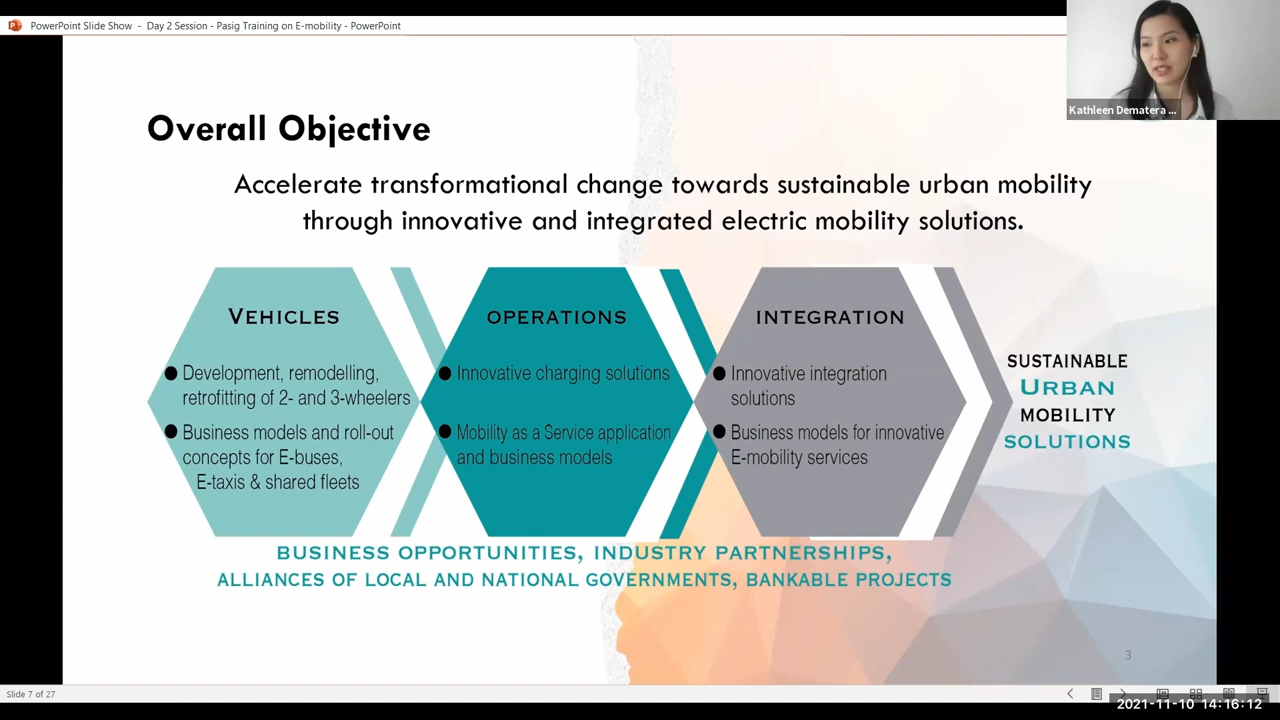 PowerPoint Slide Show - Day 2 Session - Pasig Training on E-mobility - PowerPoint
Kathleen Dematera ...
Overall Objective
Accelerate transformational change towards sustainable urban mobility
through innovative and integrated electric mobility solutions.
VEHICLES
● Development, remodelling,
retrofitting of 2- and 3-wheelers
● Business models and roll-out
concepts for E-buses,
E-taxis & shared fleets
OPERATIONS
● Innovative charging solutions
● Mobility as a Service application
and business models
INTEGRATION
● Innovative integration
solutions
● Business models for innovative
E-mobility services
SUSTAINABLE
URBAN
MOBILITY
SOLUTIONS
BUSINESS OPPORTUNITIES, INDUSTRY PARTNERSHIPS,
ALLIANCES OF LOCAL AND NATIONAL GOVERNMENTS, BANKABLE PROJECTS
3
Slide 7 of 27
2021-11-10 14:16:12